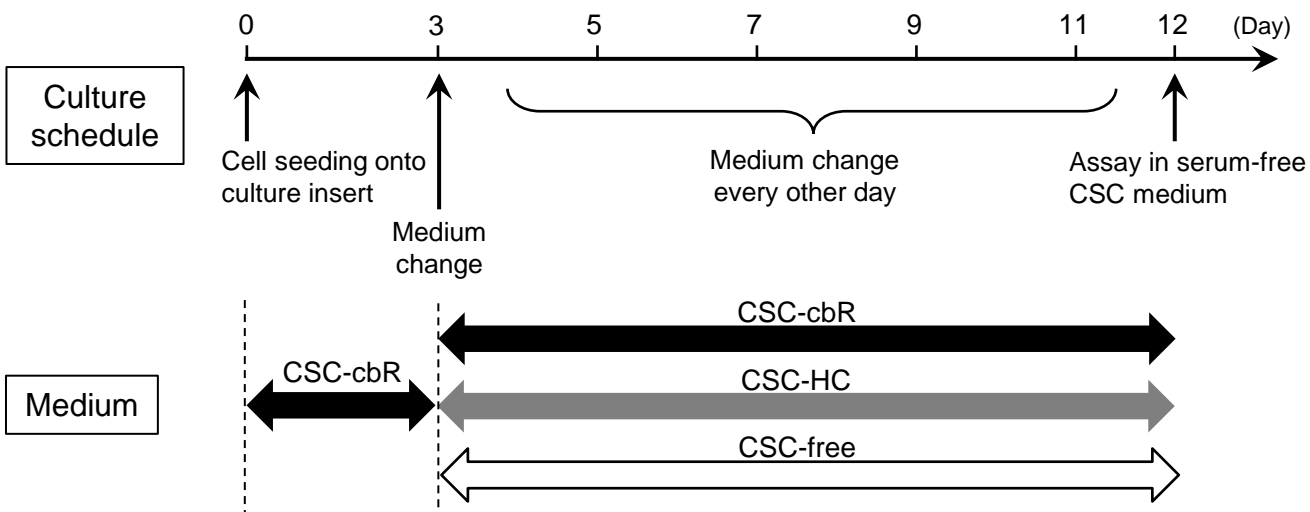 0 3 5 7 9 11 12 (Day)
Culture
schedule
Cell seeding onto
culture insert
Medium
change
Medium change
every other day
Assay in serum-free
CSC medium
Medium
CSC-cbR
CSC-cbR
CSC-HC
CSC-free